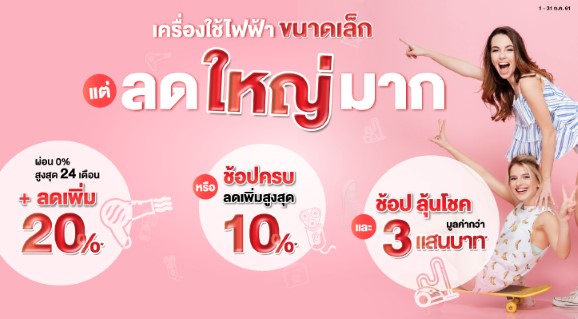 1 - 31 ก.ค. 61
เครื่องใช้ไฟฟ้า ขนาดเล็ก
แต่ ลด ใหญ่ มาก
ผ่อน 0%
สูงสุด 24 เดือน
+ ลดเพิ่ม
20%*
หรือ ช้อปครบ
ลดเพิ่มสูงสุด
10%*
และ ช้อป ลุ้นโชค
มูลค่ากว่า
3 แสนบาท*